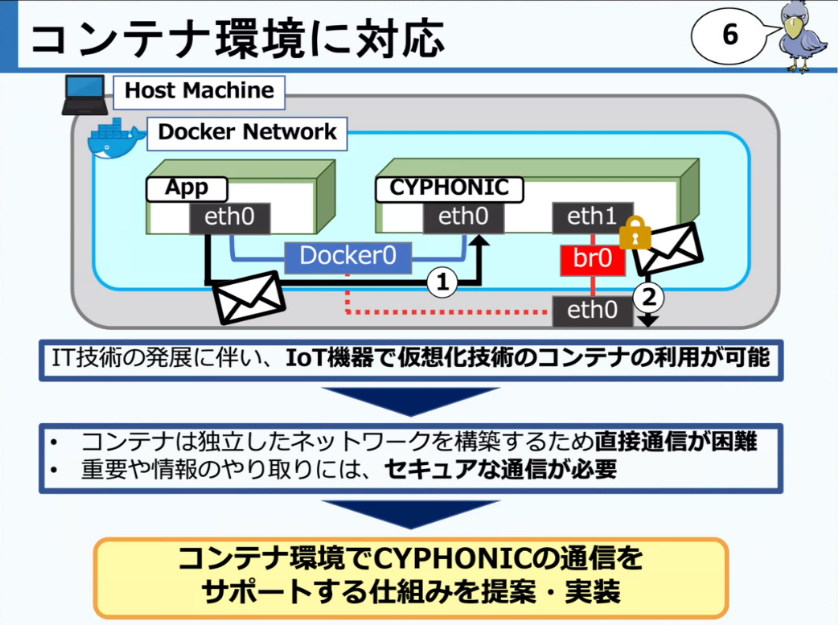 コンテナ環境に対応
6
Host Machine
Docker Network
App
CYPHONIC
eth0
eth0
eth1
Docker0
br0
1
2
eth0
IT技術の発展に伴い、IoT機器で仮想化技術のコンテナの利用が可能
• コンテナは独立したネットワークを構築するため直接通信が困難
• 重要や情報のやり取りには、セキュアな通信が必要
コンテナ環境でCYPHONICの通信を
サポートする仕組みを提案・実装